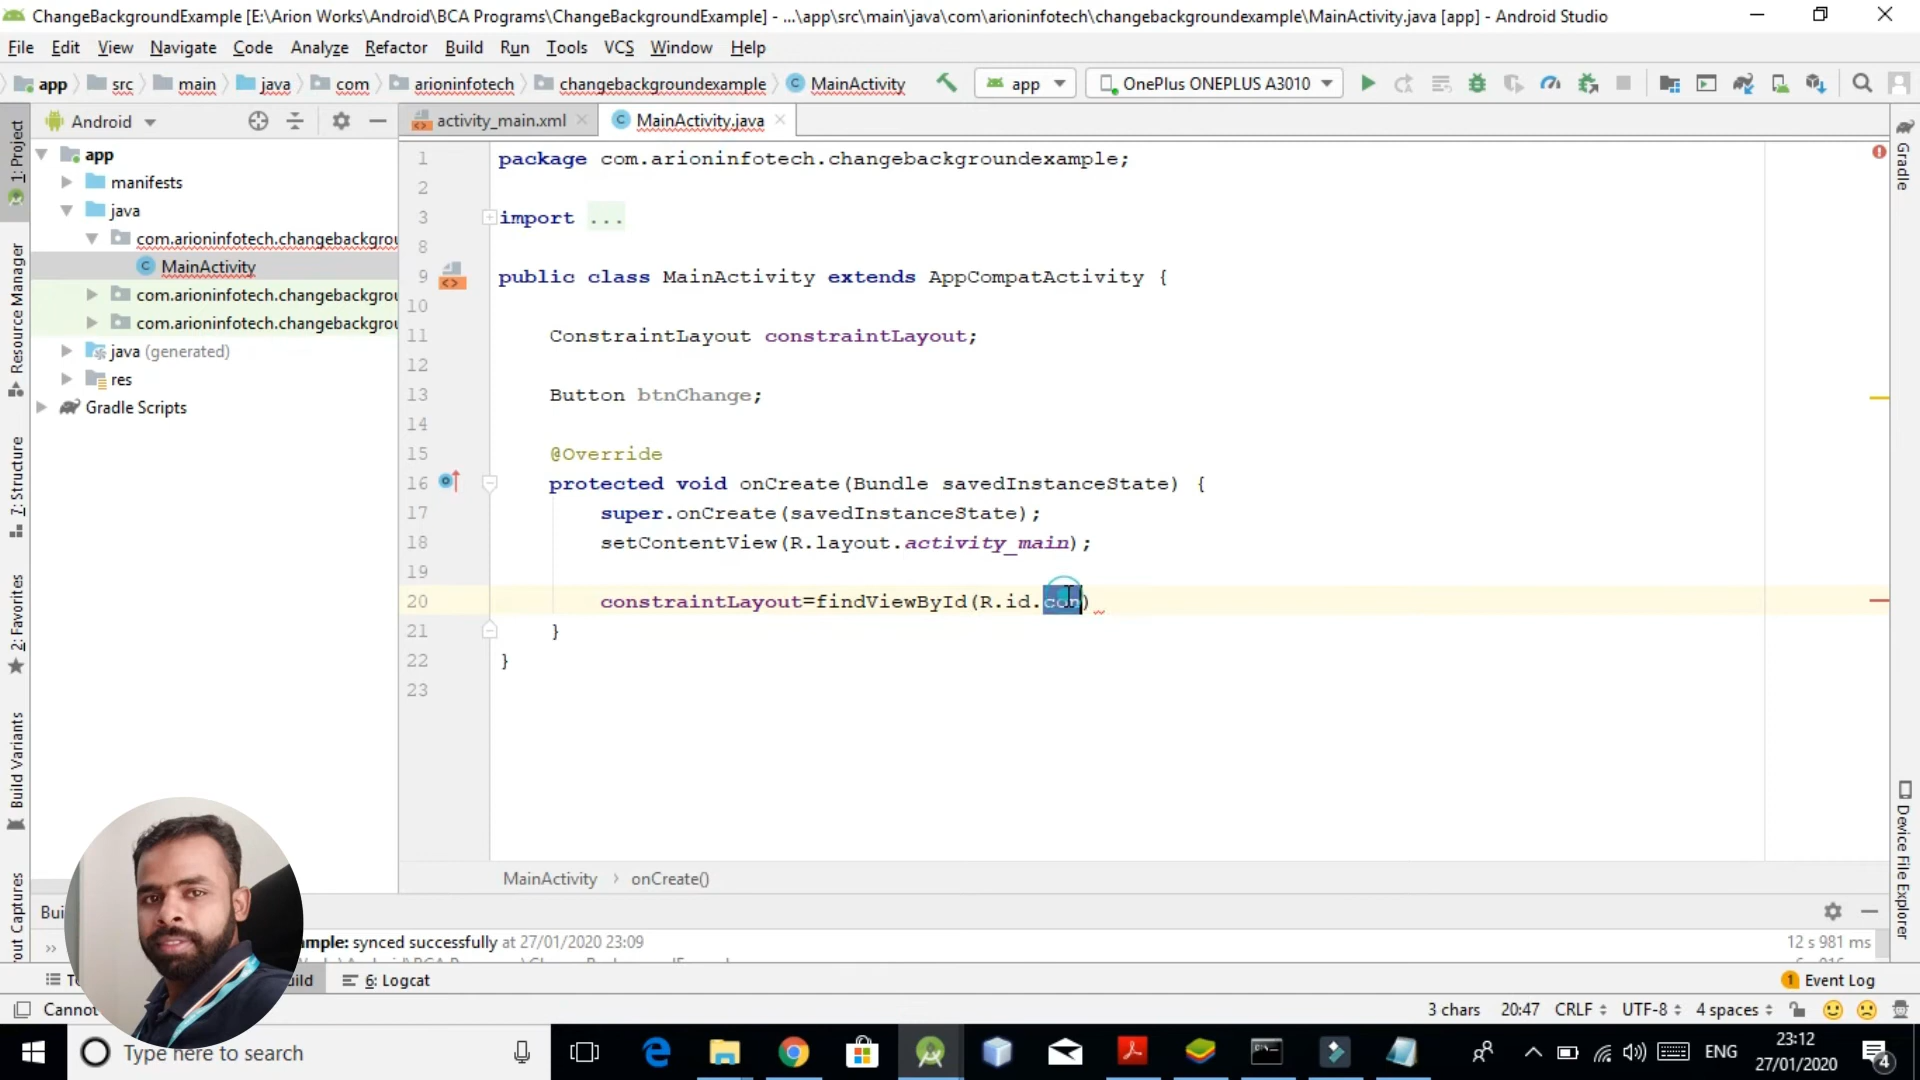 ChangeBackgroundExample [E:\Arion Works\Android\BCA Programs\ChangeBackgroundExample] - ...\app\src\main\java\com\arioninfotech\changebackgroundexample\MainActivity.java [app] - Android Studio
File Edit View Navigate Code Analyze Refactor Build Run Tools VCS Window Help
app src main java com arioninfotech changebackgroundexample MainActivity app OnePlus ONEPLUS A3010
Android
activity_main.xml MainActivity.java
1: Project
Resource Manager
7: Structure
2: Favorites
Build Variants
Gradle
Device File Explorer
app
manifests
java
com.arioninfotech.changebackgrou
MainActivity
com.arioninfotech.changebackgrou
com.arioninfotech.changebackgrou
java (generated)
res
Gradle Scripts
1 package com.arioninfotech.changebackgroundexample;
2
3 import ...
8
9 public class MainActivity extends AppCompatActivity {
10
11 ConstraintLayout constraintLayout;
12
13 Button btnChange;
14
15 @Override
16 protected void onCreate(Bundle savedInstanceState) {
17 super.onCreate(savedInstanceState);
18 setContentView(R.layout.activity_main);
19
20 constraintLayout=findViewById(R.id.con)
21 }
22 }
23
MainActivity › onCreate()
mple: synced successfully at 27/01/2020 23:09 12 s 981 ms
6: Logcat Event Log
3 chars 20:47 CRLF UTF-8 4 spaces
Type here to search
ENG
23:12
27/01/2020
4